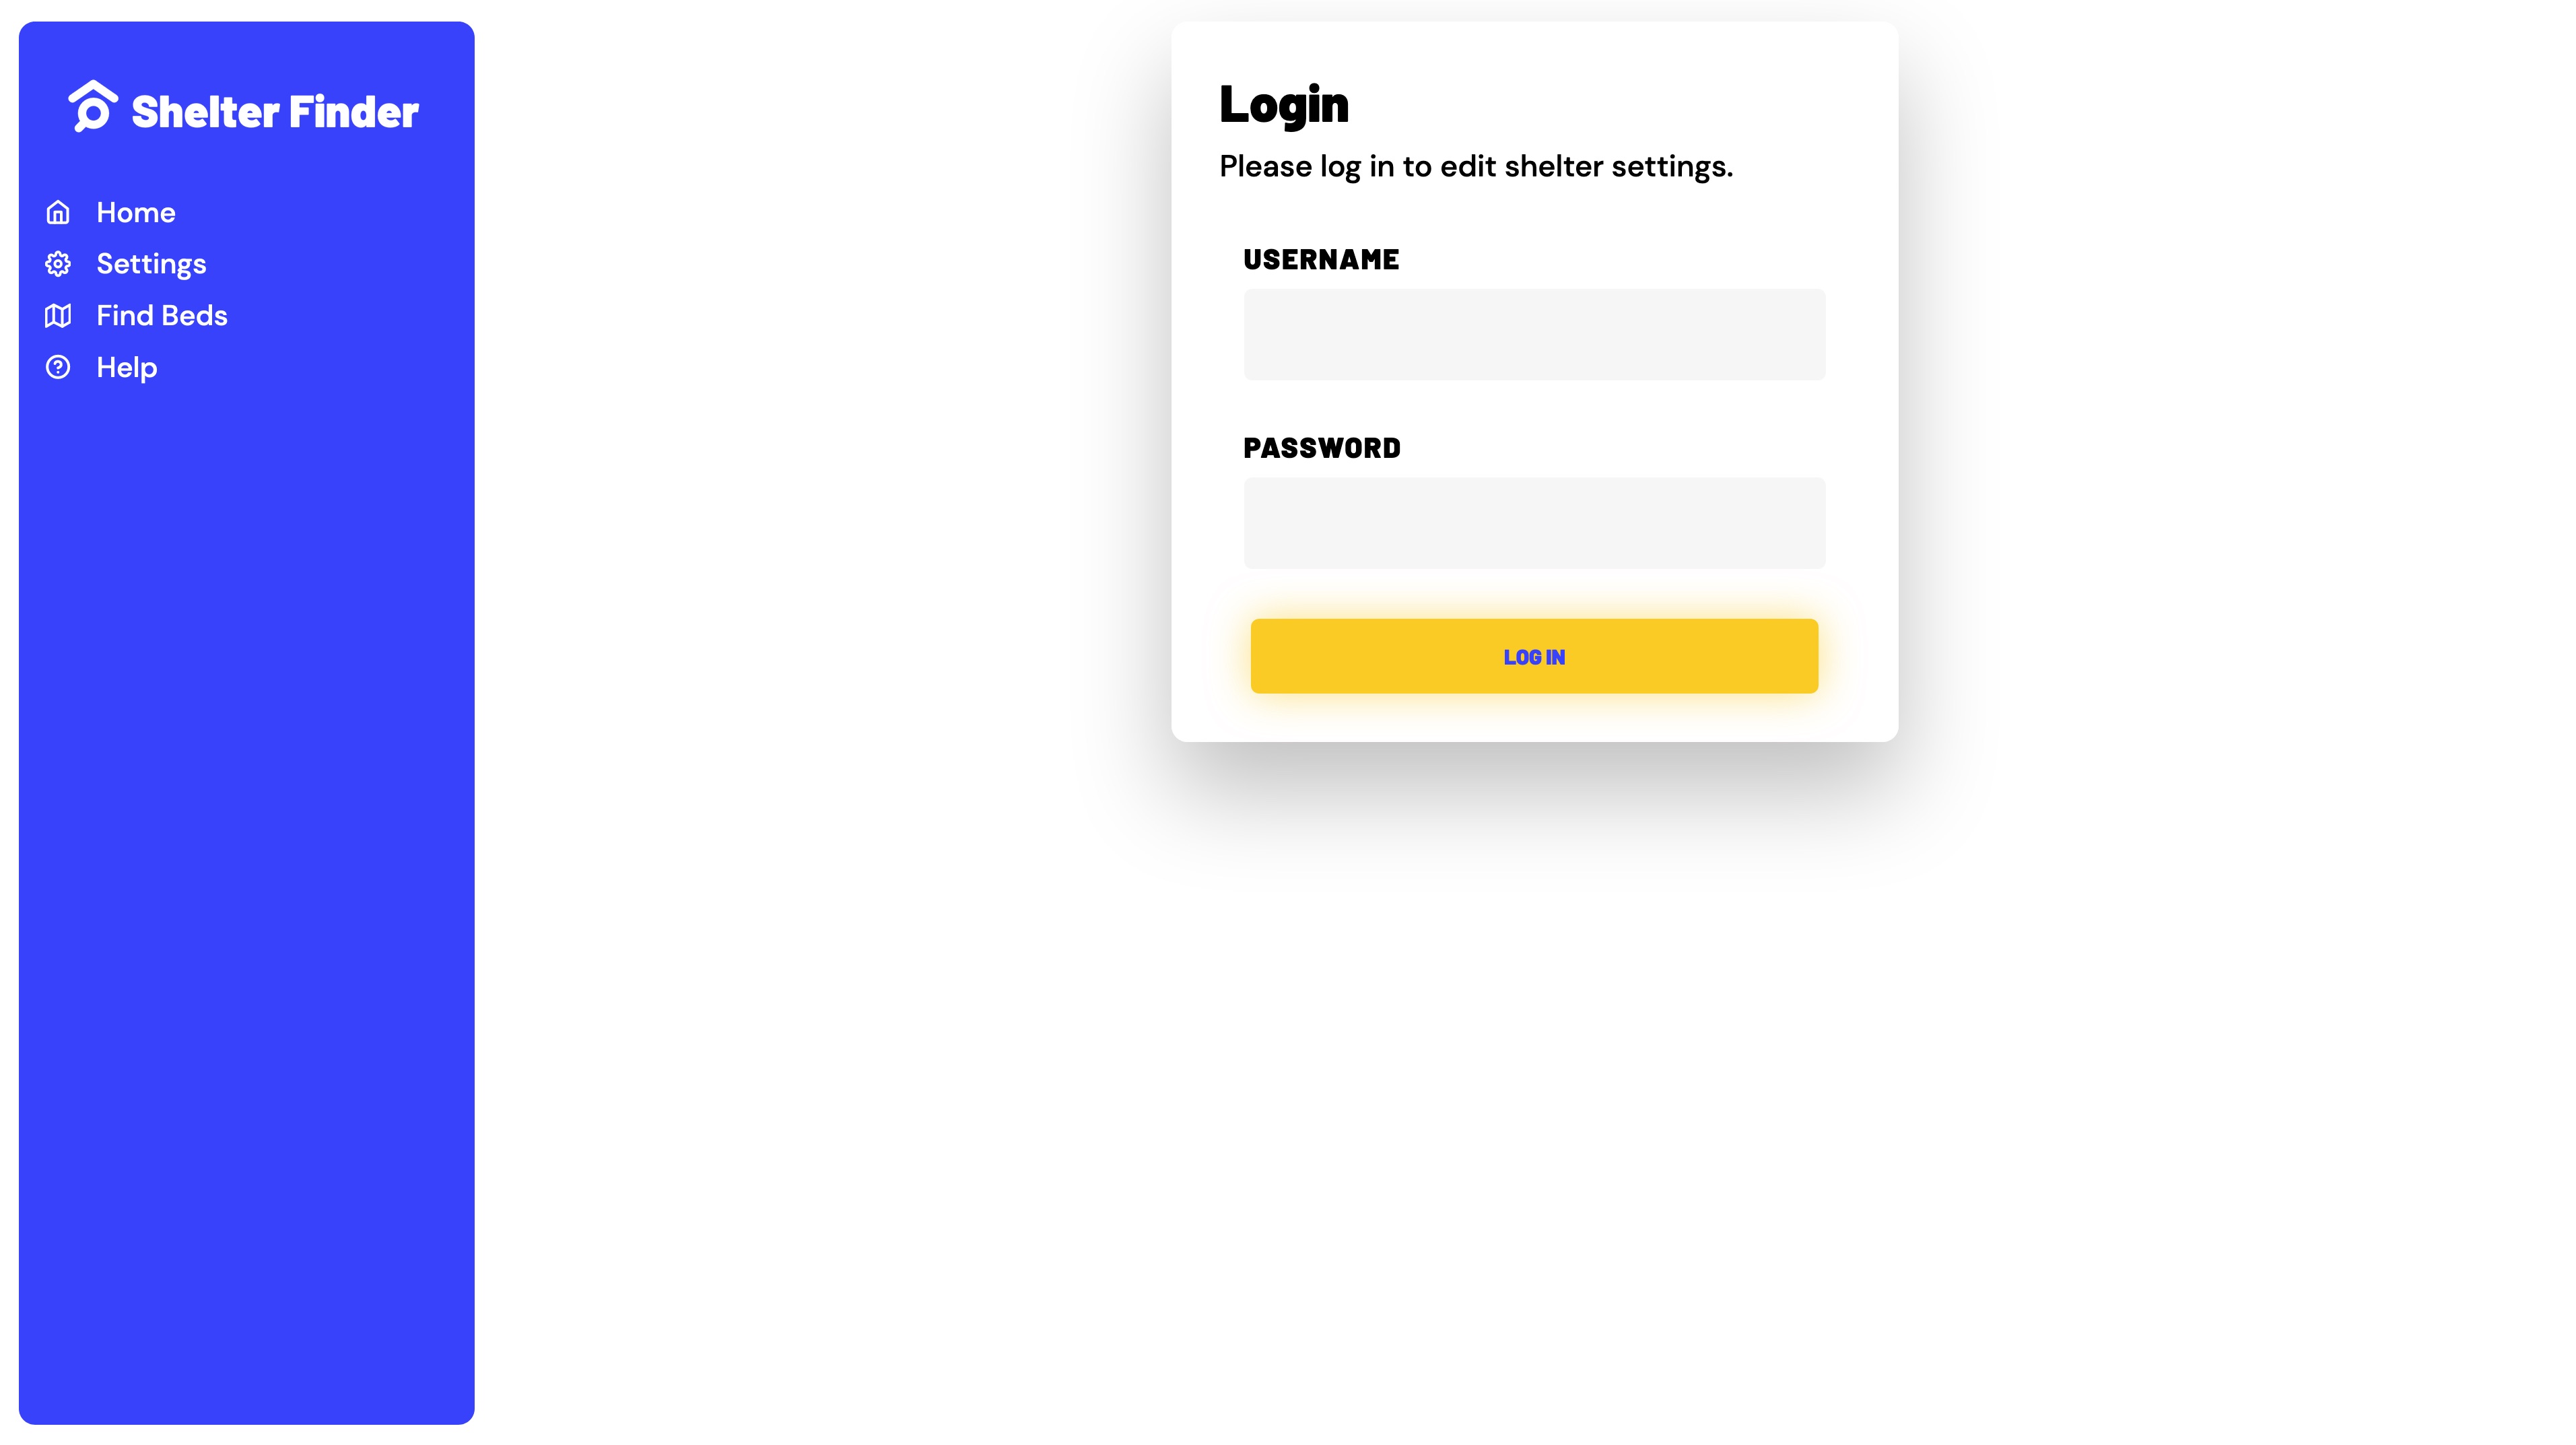 Shelter Finder
Home
Settings
Find Beds
Help
Login
Please log in to edit shelter settings.
USERNAME
PASSWORD
LOG IN